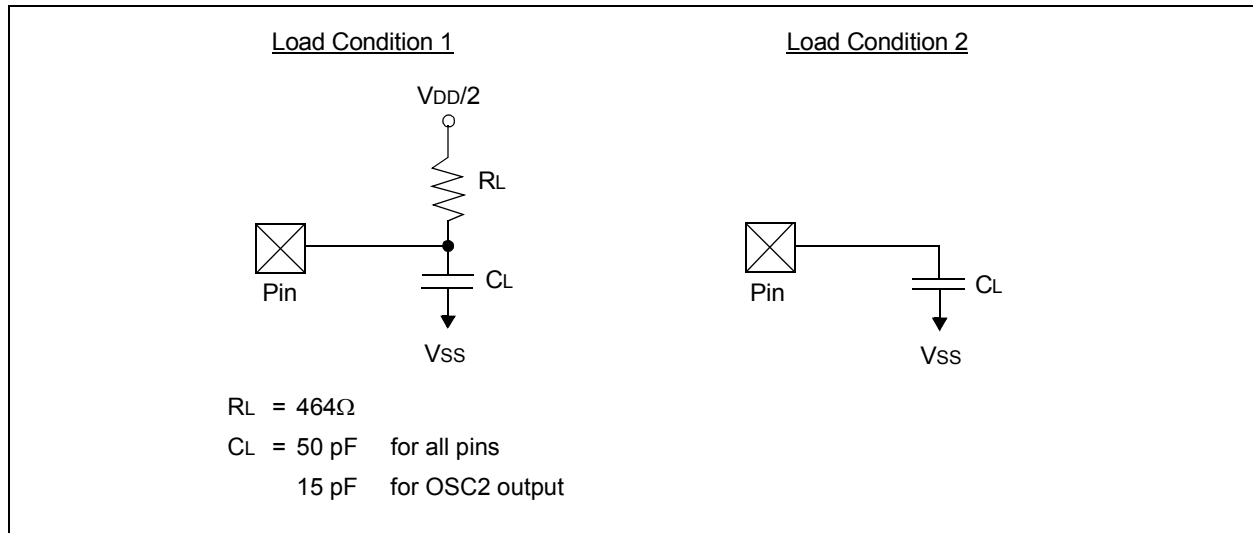 Load Condition 1
VDD/2
RL
Pin
CL
VSS
RL = 464Ω
CL = 50 pF for all pins
15 pF for OSC2 output
Load Condition 2
Pin
CL
VSS